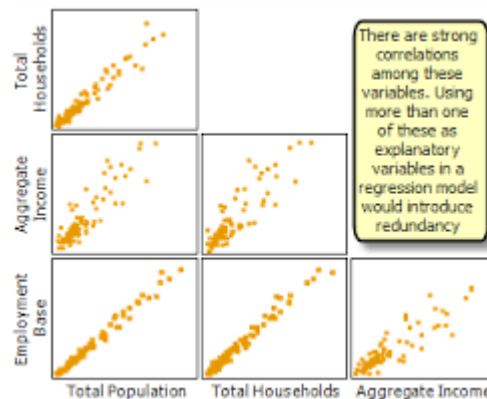 Total
Households
There are strong
correlations
among these
variables. Using
more than one
of these as
explanatory
variables in a
regression model
would introduce
redundancy
Aggregate
Income
Employment
Base
Total Population
Total Households
Aggregate Income